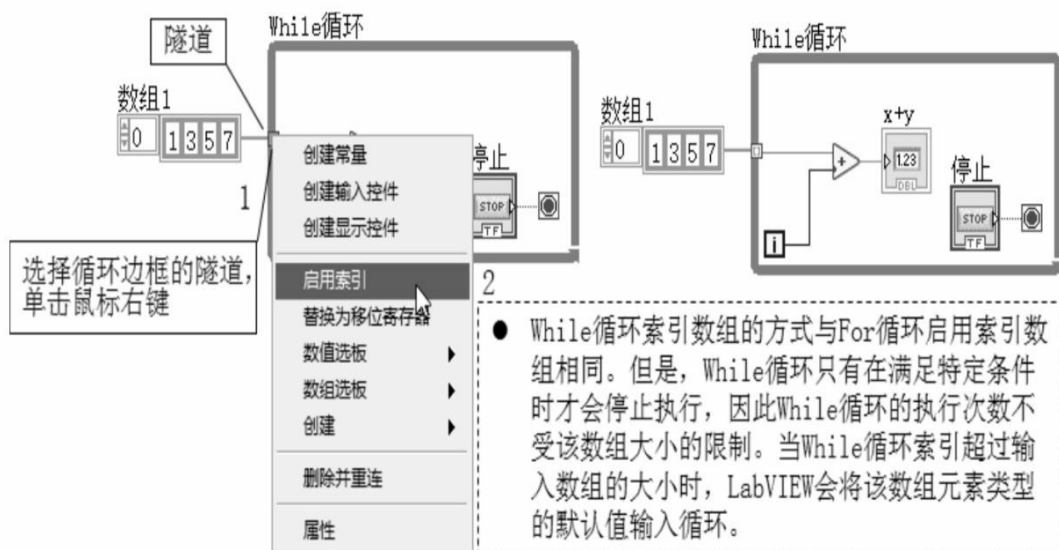 While循环
隧道
数组1
0
1 3 5 7
1
选择循环边框的隧道,
单击鼠标右键
创建常量
创建输入控件
创建显示控件
启用索引
替换为移位寄存器
数值选板
数组选板
创建
删除并重连
属性
停止
STOP
TF
2
While循环
数组1
0
1 3 5 7
x+y
1.23
DBL
停止
STOP
TF
i
● While循环索引数组的方式与For循环启用索引数
组相同。但是，While循环只有在满足特定条件
时才会停止执行，因此While循环的执行次数不
受该数组大小的限制。当While循环索引超过输
入数组的大小时，LabVIEW会将该数组元素类型
的默认值输入循环。